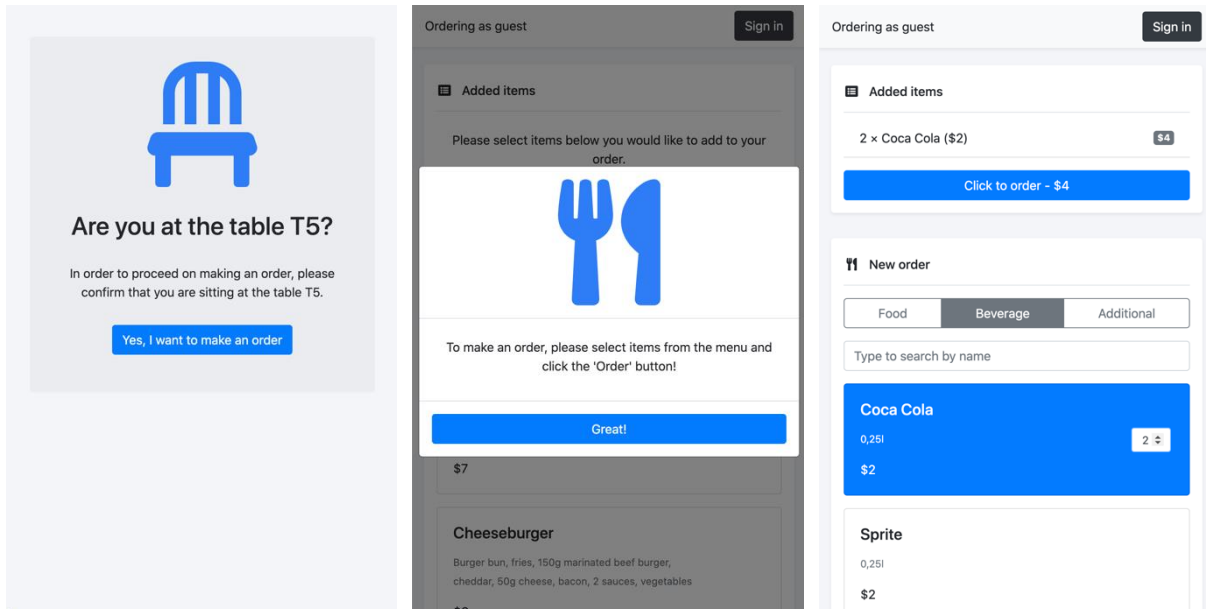 Are you at the table T5?
In order to proceed on making an order, please
confirm that you are sitting at the table T5.
Yes, I want to make an order
Ordering as guest
Sign in
Added items
Please select items below you would like to add to your
order.
To make an order, please select items from the menu and
click the 'Order' button!
Great!
$7
Cheeseburger
Burger bun, fries, 150g marinated beef burger,
cheddar, 50g cheese, bacon, 2 sauces, vegetables
Ordering as guest
Sign in
Added items
2 × Coca Cola ($2)
$4
Click to order - $4
New order
Food
Beverage
Additional
Type to search by name
Coca Cola
0,25l
2
$2
Sprite
0,25l
$2